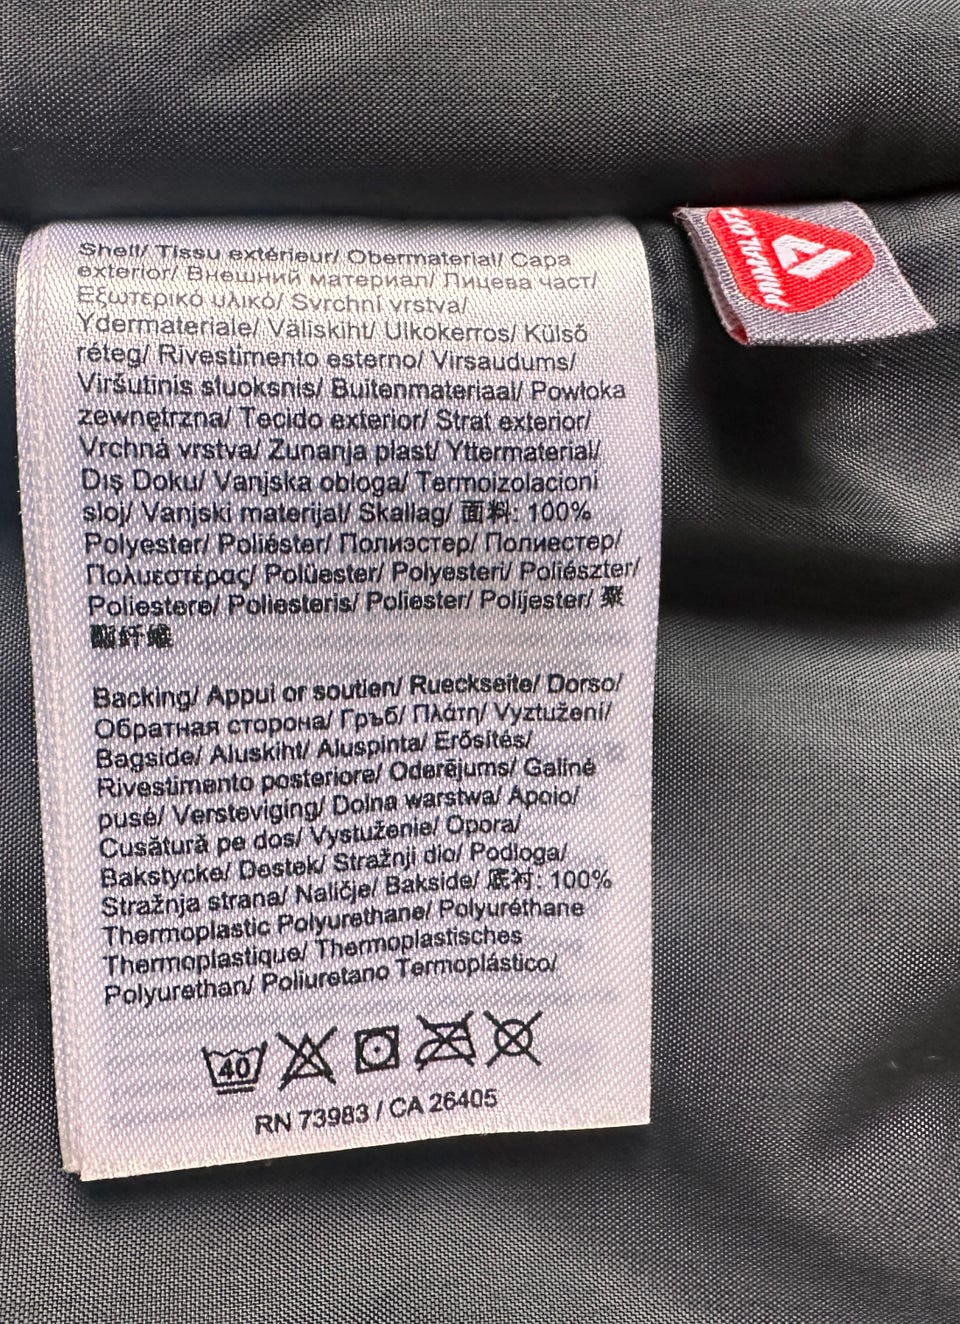 Shell/ Tissu extérieur/ Obermaterial/ Capa
exterior/ Внешний материал/ Лицева част/
Εξωτερικό υλικό/ Svrchní vrstva/
Ydermateriale/ Väliskiht/ Ulkokerros/ Külső
réteg/ Rivestimento esterno/ Virsaudums/
Viršutinis sluoksnis/ Buitenmateriaal/ Powłoka
zewnętrzna/ Tecido exterior/ Strat exterior/
Vrchná vrstva/ Zunanja plast/ Yttermaterial/
Dış Doku/ Vanjska obloga/ Termoizolacioni
sloj/ Vanjski materijal/ Skallag/ 面料: 100%
Polyester/ Poliéster/ Полиэстер/ Полиестер/
Πολυεστέρας/ Polüester/ Polyesteri/ Poliészter/
Poliestere/ Poliesteris/ Poliester/ Polijester/ 聚
酯纤维
Backing/ Appui or soutien/ Rueckseite/ Dorso/
Обратная сторона/ Гръб/ Πλάτη/ Vyztužení/
Bagside/ Aluskiht/ Aluspinta/ Erősítés/
Rivestimento posteriore/ Oderējums/ Galinė
pusė/ Versteviging/ Dolna warstwa/ Apoio/
Cusătură pe dos/ Vystuženie/ Opora/
Bakstycke/ Destek/ Stražnji dio/ Podloga/
Stražnja strana/ Naličje/ Bakside/ 底衬: 100%
Thermoplastic Polyurethane/ Polyuréthane
Thermoplastique/ Thermoplastisches
Polyurethan/ Poliuretano Termoplástico/
40
RN 73983 / CA 26405